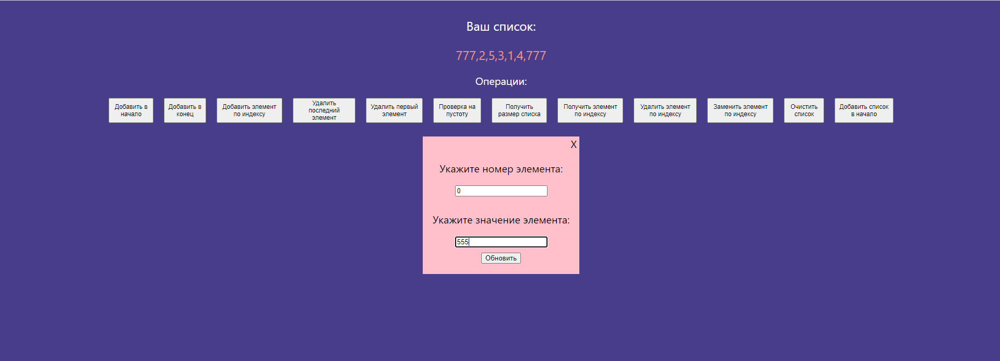 Ваш список:
777,2,5,3,1,4,777
Операции:
Добавить в
начало
Добавить в
конец
Добавить элемент
по индексу
Удалить
последний
элемент
Удалить первый
элемент
Проверка на
пустоту
Получить
размер списка
Получить элемент
по индексу
Удалить элемент
по индексу
Заменить элемент
по индексу
Очистить
список
Добавить список
в начало
X
Укажите номер элемента:
0
Укажите значение элемента:
555
Обновить